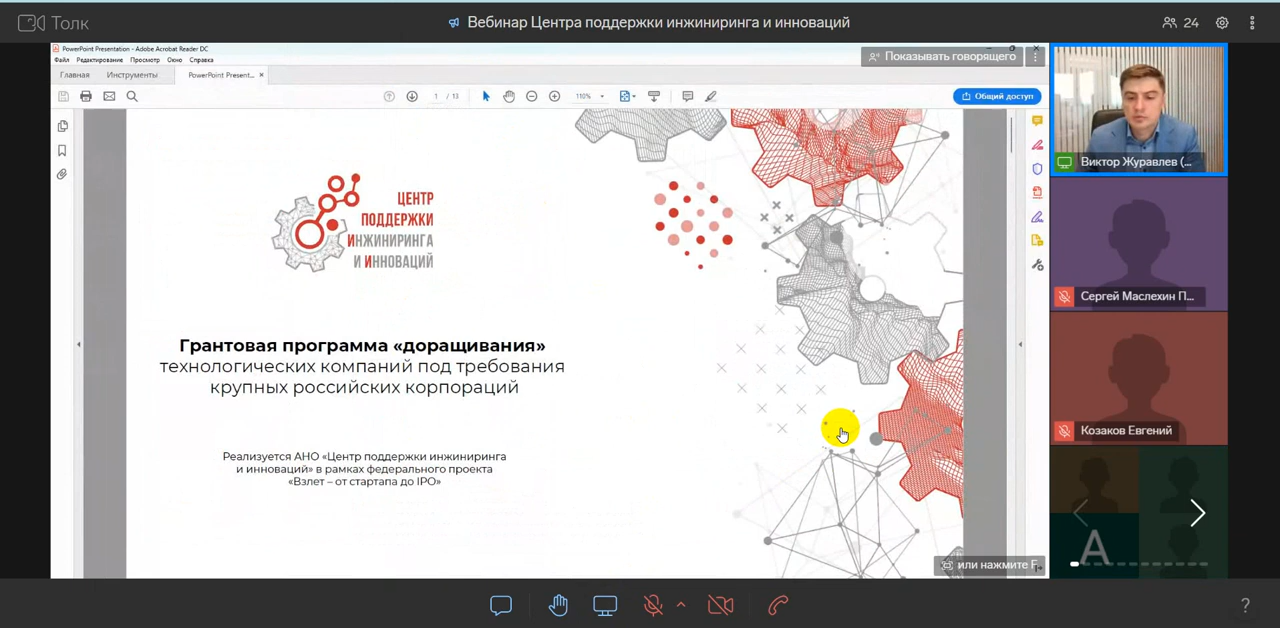 Толк
Вебинар Центра поддержки инжиниринга и инноваций
24
PowerPoint Presentation - Adobe Acrobat Reader DC
Файл Редактирование Просмотр Окно Справка
Показывать говорящего
Главная Инструменты PowerPoint Present... ×
1 / 13
110%
Общий доступ
ЦЕНТР
ПОДДЕРЖКИ
ИНЖИНИРИНГА
И ИННОВАЦИЙ
Грантовая программа «доращивания»
технологических компаний под требования
крупных российских корпораций
Реализуется АНО «Центр поддержки инжиниринга
и инноваций» в рамках федерального проекта
«Взлет – от стартапа до IPO»
или нажмите F
Виктор Журавлев (...
Сергей Маслехин П...
Козаков Евгений
А
?